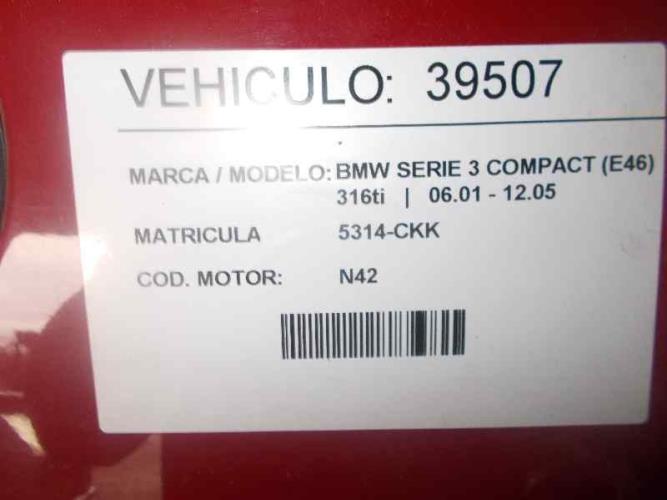 VEHICULO: 39507
MARCA / MODELO: BMW SERIE 3 COMPACT (E46)
316ti | 06.01 - 12.05
MATRICULA 5314-CKK
COD. MOTOR: N42